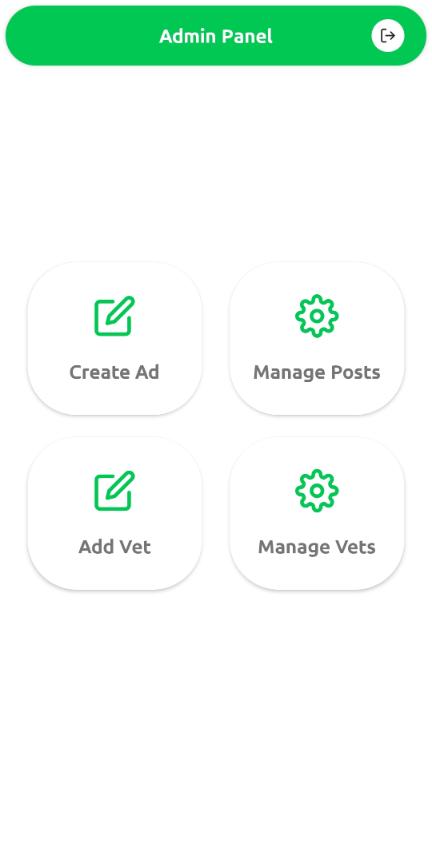 Admin Panel
Create Ad
Manage Posts
Add Vet
Manage Vets